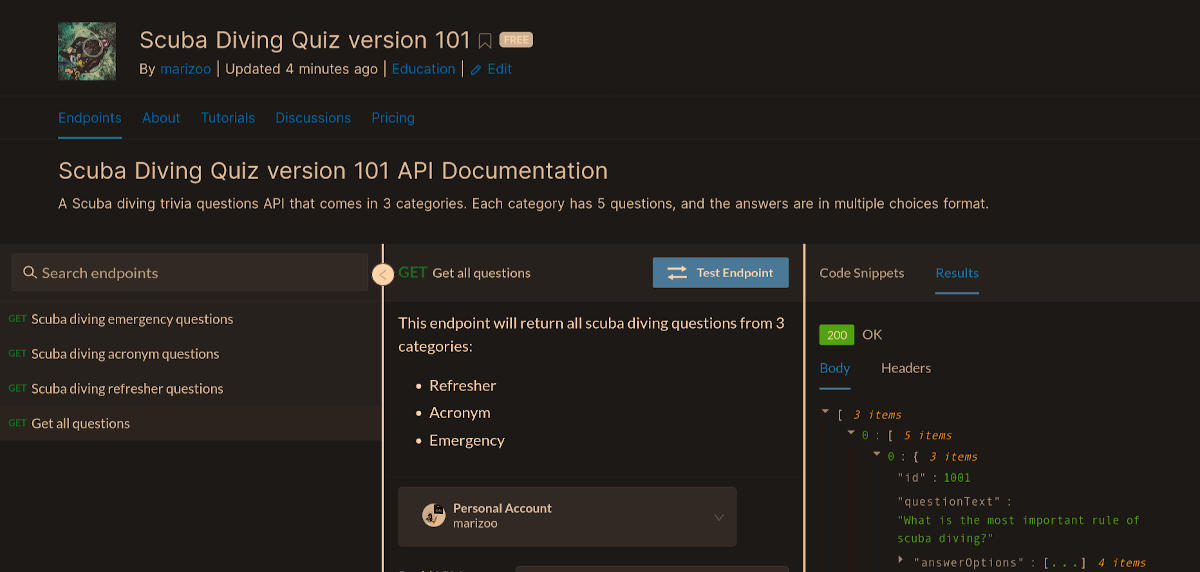 Scuba Diving Quiz version 101 FREE
By marizoo | Updated 4 minutes ago | Education | Edit
Endpoints About Tutorials Discussions Pricing
Scuba Diving Quiz version 101 API Documentation
A Scuba diving trivia questions API that comes in 3 categories. Each category has 5 questions, and the answers are in multiple choices format.
Search endpoints
GET Scuba diving emergency questions
GET Scuba diving acronym questions
GET Scuba diving refresher questions
GET Get all questions
GET Get all questions Test Endpoint
This endpoint will return all scuba diving questions from 3
categories:
Refresher
Acronym
Emergency
Personal Account
marizoo
Code Snippets Results
200 OK
Body Headers
[ 3 items
0 : [ 5 items
0 : { 3 items
"id" : 1001
"questionText" :
"What is the most important rule of
scuba diving?"
"answerOptions" : [...] 4 items